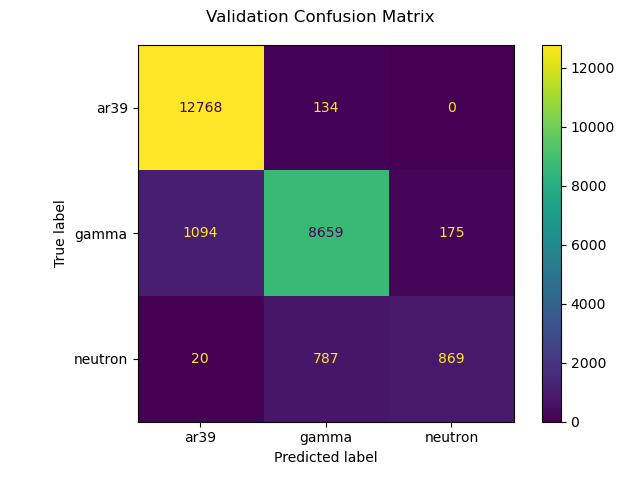 Validation Confusion Matrix
True label
ar39
gamma
neutron
12768 134 0
1094 8659 175
20 787 869
ar39 gamma neutron
Predicted label
12000
10000
8000
6000
4000
2000
0